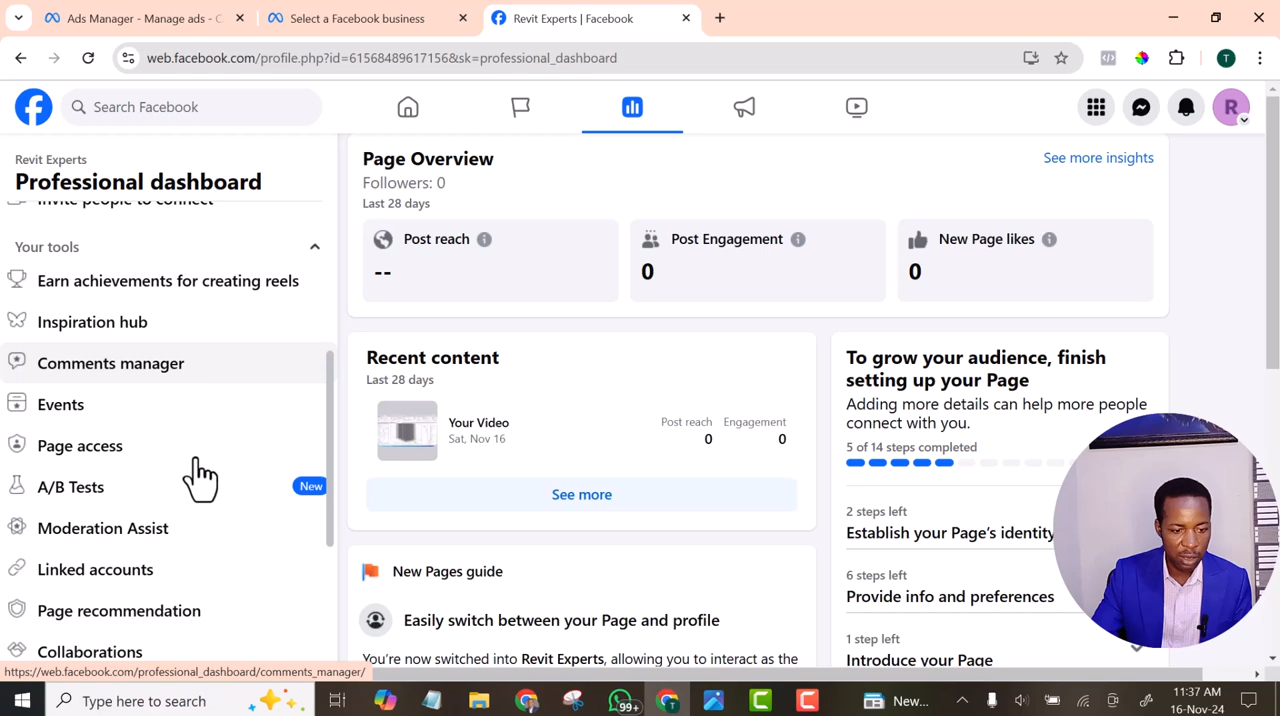 Ads Manager - Manage ads - C
Select a Facebook business
Revit Experts | Facebook
web.facebook.com/profile.php?id=61568489617156&sk=professional_dashboard
T
Search Facebook
R
Revit Experts
Professional dashboard
Invite people to connect
Your tools
Earn achievements for creating reels
Inspiration hub
Comments manager
Events
Page access
A/B Tests
New
Moderation Assist
Linked accounts
Page recommendation
Collaborations
https://web.facebook.com/professional_dashboard/comments_manager/
Page Overview
See more insights
Followers: 0
Last 28 days
Post reach
--
Post Engagement
0
New Page likes
0
Recent content
Last 28 days
Your Video
Sat, Nov 16
Post reach
0
Engagement
0
See more
New Pages guide
Easily switch between your Page and profile
You're now switched into Revit Experts, allowing you to interact as the
To grow your audience, finish
setting up your Page
Adding more details can help more people
connect with you.
5 of 14 steps completed
2 steps left
Establish your Page's identity
6 steps left
Provide info and preferences
1 step left
Introduce your Page
Type here to search
99+
T
New...
11:37 AM
16-Nov-24